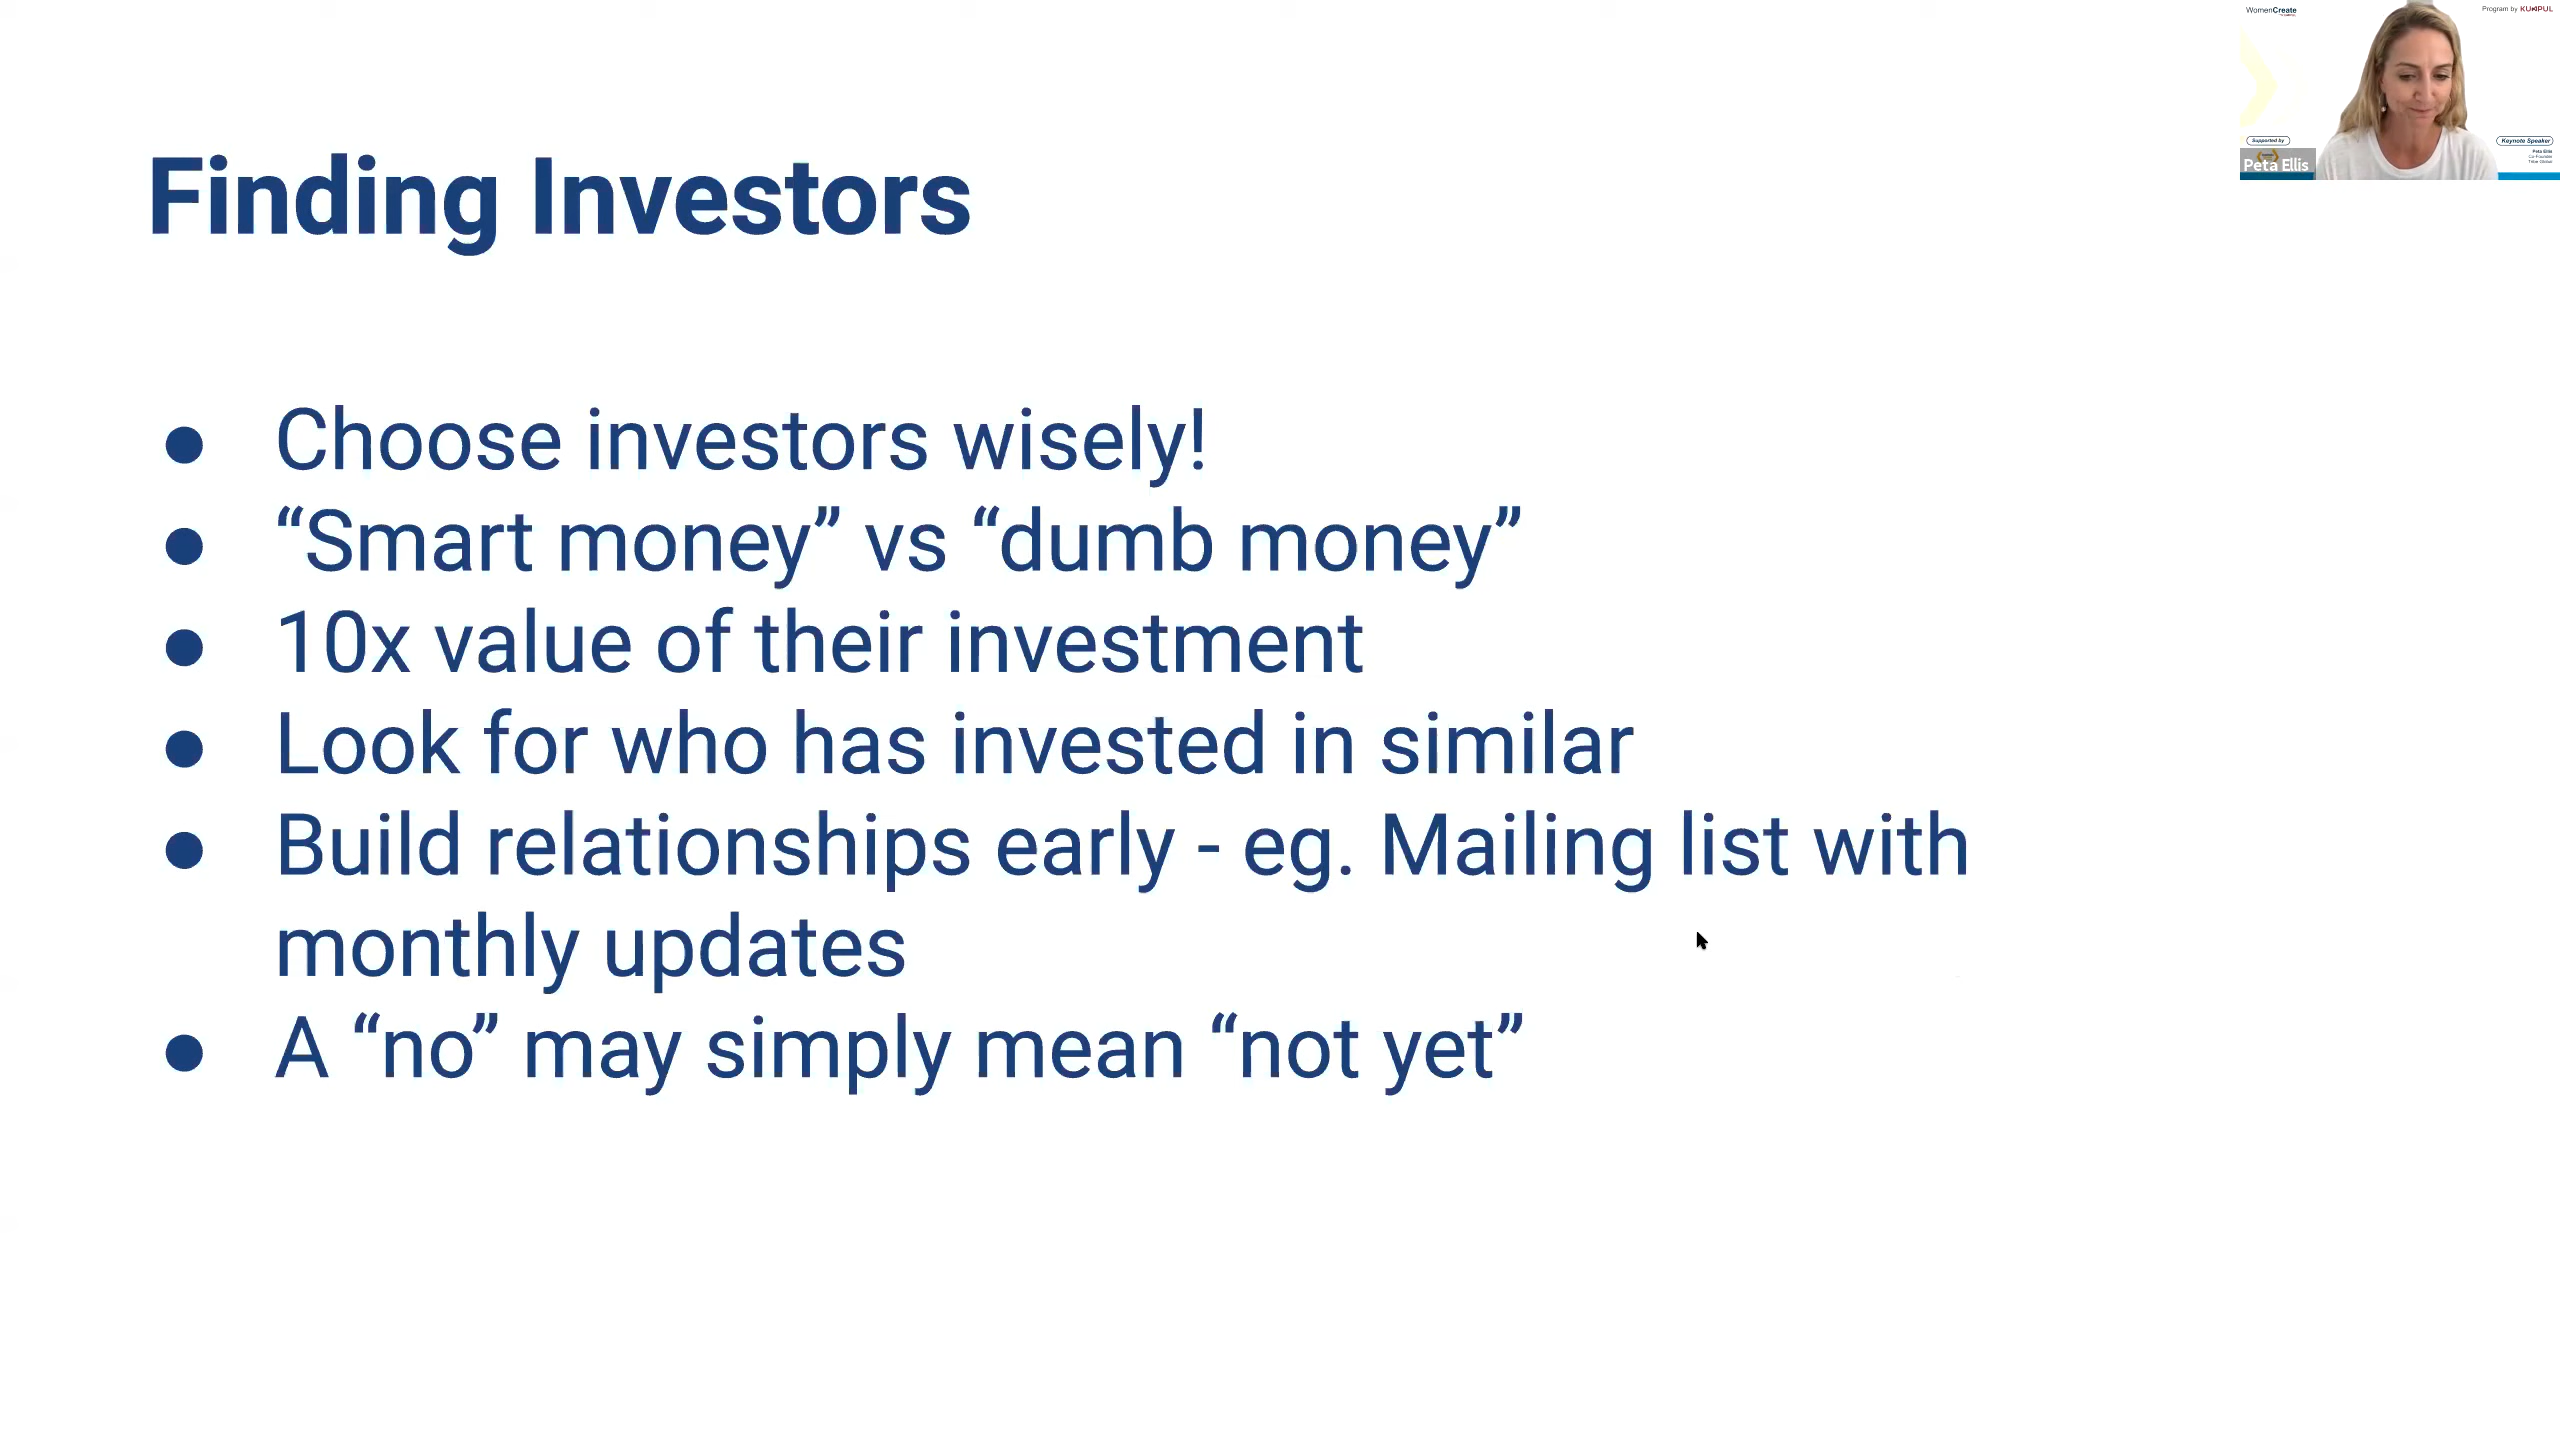 Finding Investors
● Choose investors wisely!
● “Smart money” vs “dumb money”
● 10x value of their investment
● Look for who has invested in similar
● Build relationships early - eg. Mailing list with
monthly updates
● A “no” may simply mean “not yet”
WomenCreate
Program by KUMPUL
Supported by
Keynote Speaker
Peta Ellis
Co-Founder
Peta Ellis